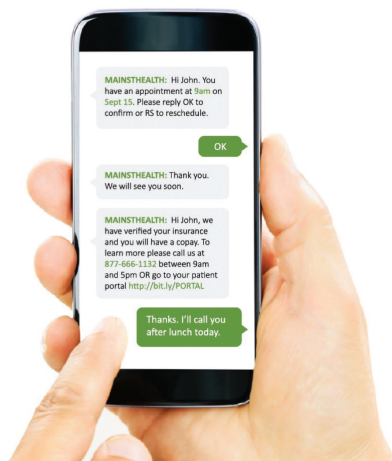 MAINSTHEALTH: Hi John. You
have an appointment at 9am on
Sept 15. Please reply OK to
confirm or RS to reschedule.
OK
MAINSTHEALTH: Thank you.
We will see you soon.
MAINSTHEALTH: Hi John, we
have verified your insurance
and you will have a copay. To
learn more please call us at
877-666-1132 between 9am
and 5pm OR go to your patient
portal http://bit.ly/PORTAL
Thanks. I'll call you
after lunch today.